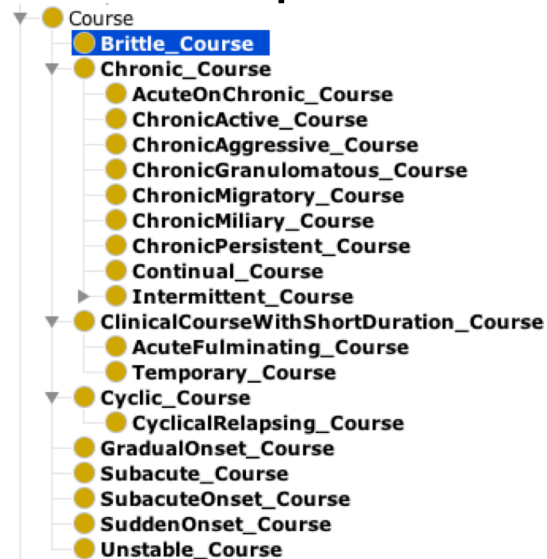 Course
Brittle_Course
Chronic_Course
AcuteOnChronic_Course
ChronicActive_Course
ChronicAggressive_Course
ChronicGranulomatous_Course
ChronicMigratory_Course
ChronicMiliary_Course
ChronicPersistent_Course
Continual_Course
Intermittent_Course
ClinicalCourseWithShortDuration_Course
AcuteFulminating_Course
Temporary_Course
Cyclic_Course
CyclicalRelapsing_Course
GradualOnset_Course
Subacute_Course
SubacuteOnset_Course
SuddenOnset_Course
Unstable_Course